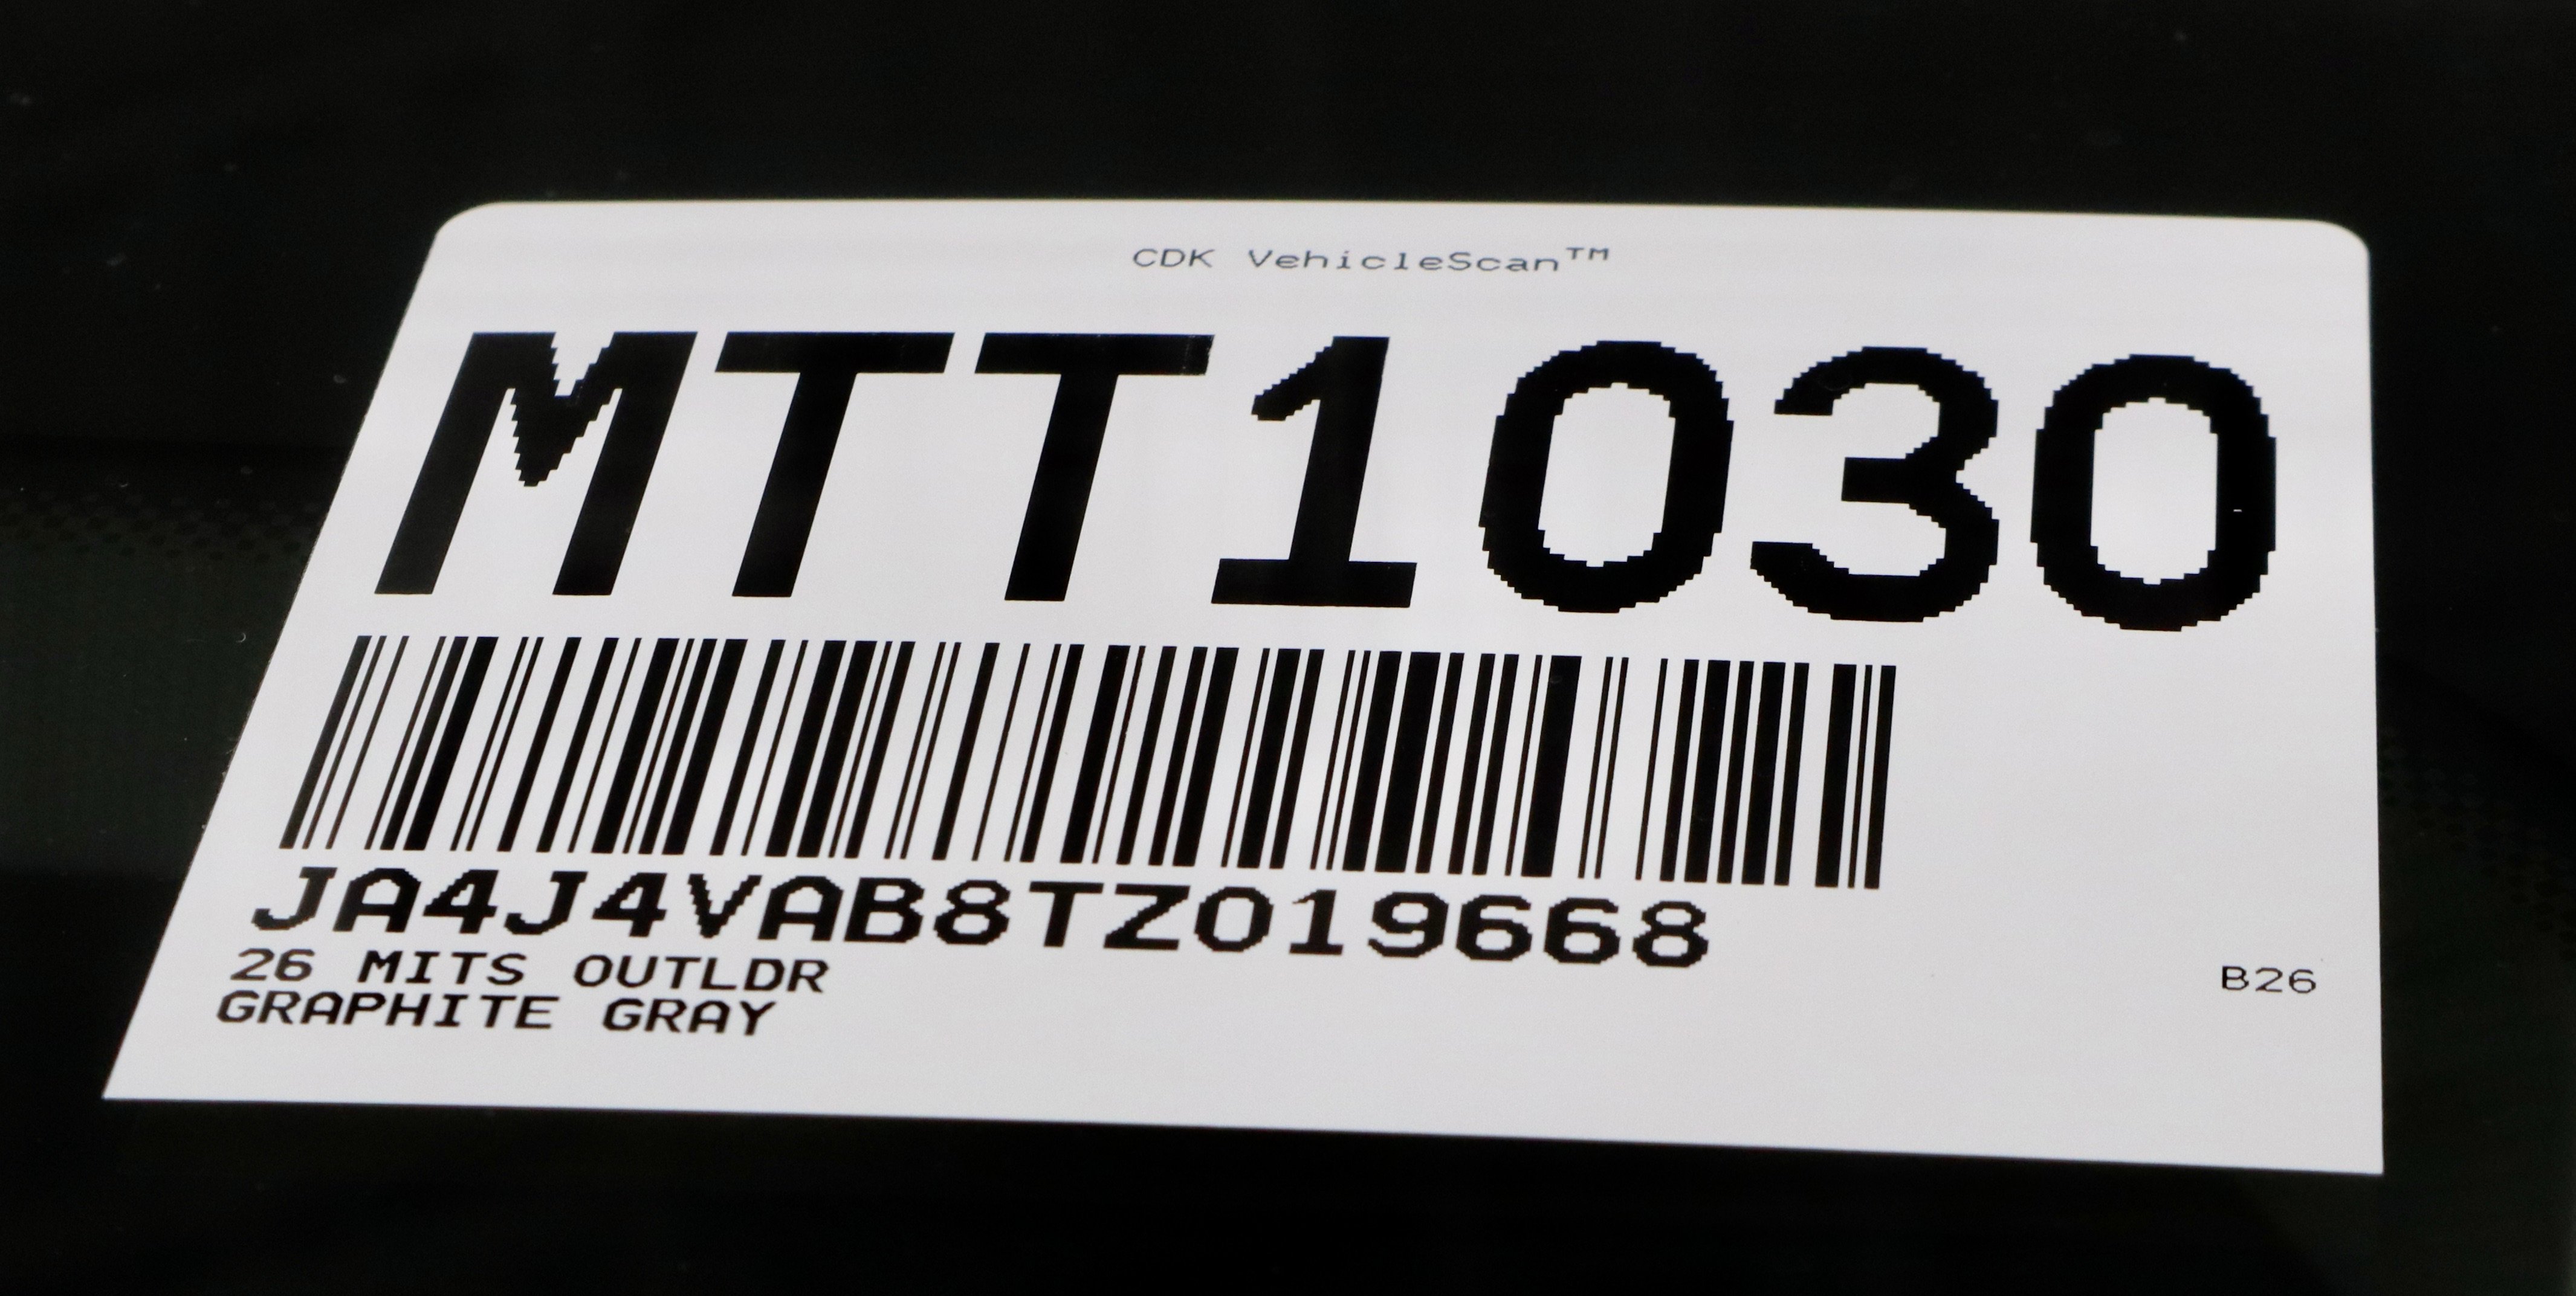 CDK VehicleScan™
MTT1030
JA4J4VAB8TZ019668
26 MITS OUTLDR
GRAPHITE GRAY
B26